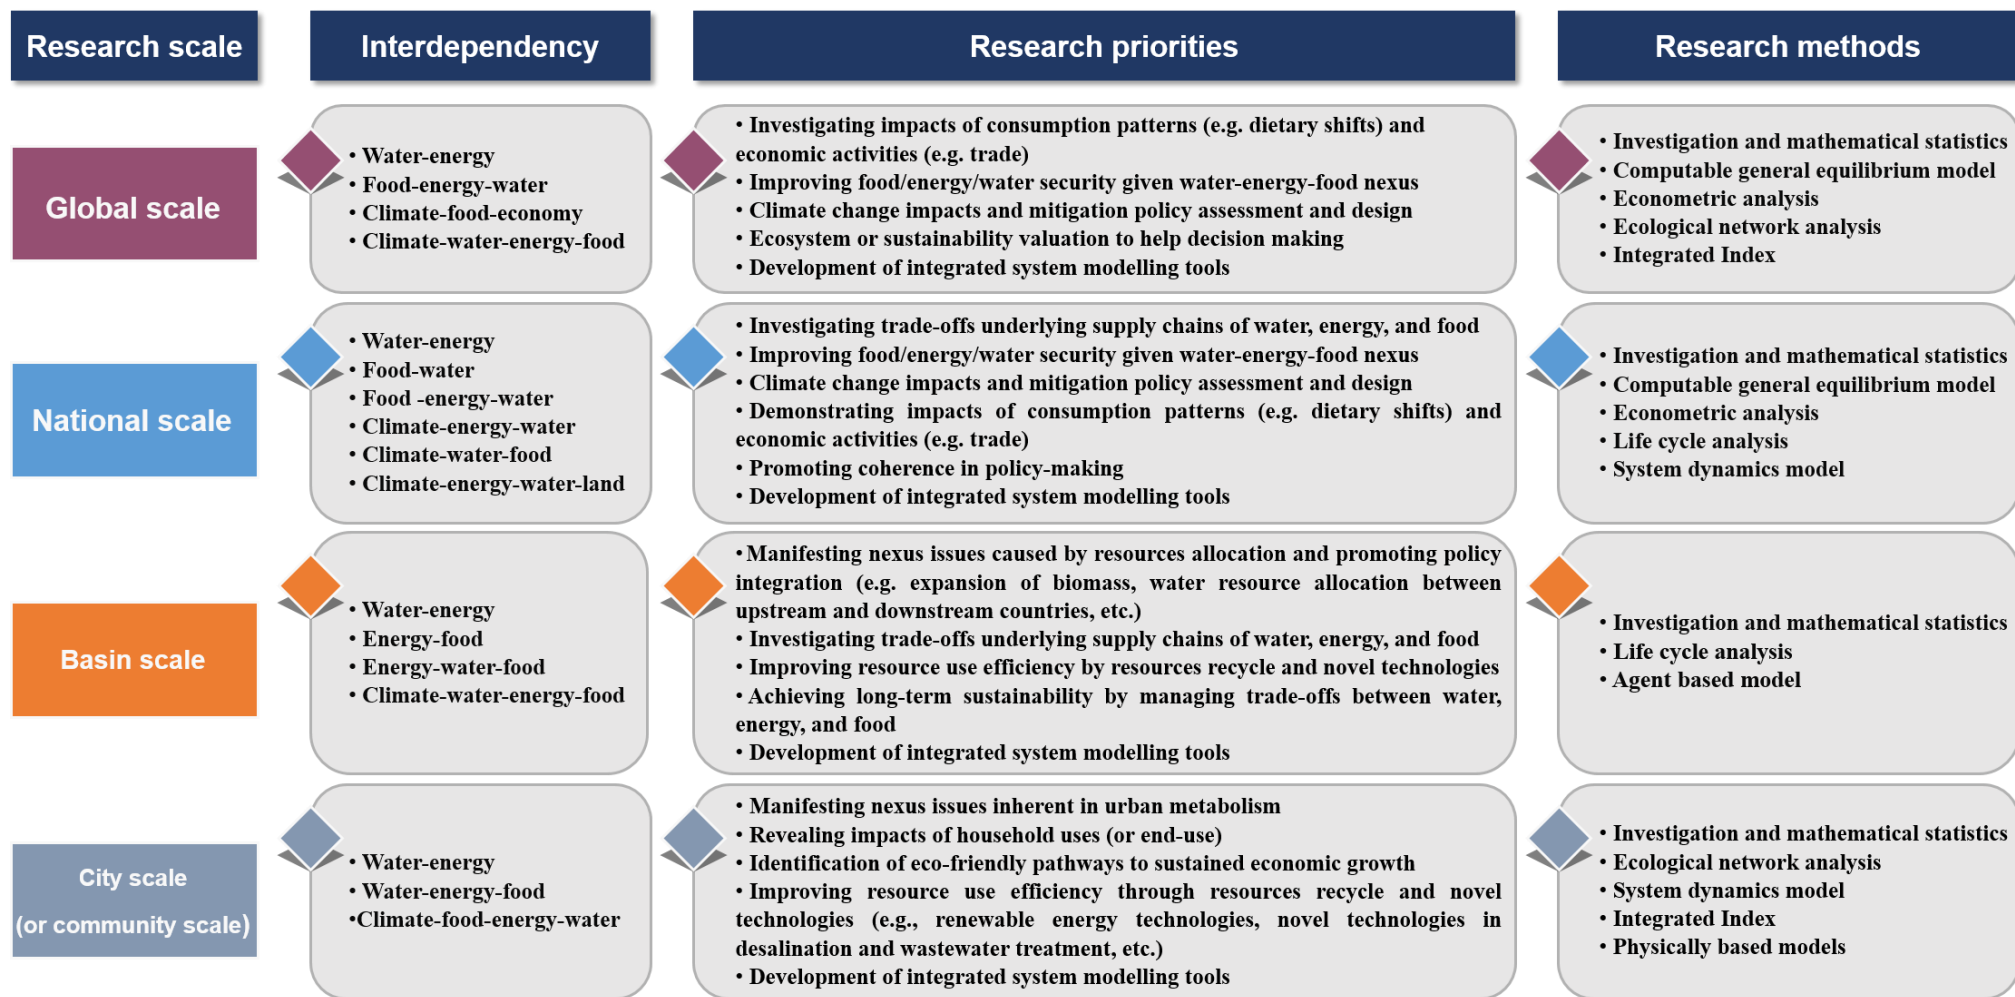 Research scale
Interdependency
Research priorities
Research methods
Global scale
• Water-energy
• Food-energy-water
• Climate-food-economy
• Climate-water-energy-food
• Investigating impacts of consumption patterns (e.g. dietary shifts) and
economic activities (e.g. trade)
• Improving food/energy/water security given water-energy-food nexus
• Climate change impacts and mitigation policy assessment and design
• Ecosystem or sustainability valuation to help decision making
• Development of integrated system modelling tools
• Investigation and mathematical statistics
• Computable general equilibrium model
• Econometric analysis
• Ecological network analysis
• Integrated Index
National scale
• Water-energy
• Food-water
• Food -energy-water
• Climate-energy-water
• Climate-water-food
• Climate-energy-water-land
• Investigating trade-offs underlying supply chains of water, energy, and food
• Improving food/energy/water security given water-energy-food nexus
• Climate change impacts and mitigation policy assessment and design
• Demonstrating impacts of consumption patterns (e.g. dietary shifts) and
economic activities (e.g. trade)
• Promoting coherence in policy-making
• Development of integrated system modelling tools
• Investigation and mathematical statistics
• Computable general equilibrium model
• Econometric analysis
• Life cycle analysis
• System dynamics model
Basin scale
• Water-energy
• Energy-food
• Energy-water-food
• Climate-water-energy-food
• Manifesting nexus issues caused by resources allocation and promoting policy
integration (e.g. expansion of biomass, water resource allocation between
upstream and downstream countries, etc.)
• Investigating trade-offs underlying supply chains of water, energy, and food
• Improving resource use efficiency by resources recycle and novel technologies
• Achieving long-term sustainability by managing trade-offs between water,
energy, and food
• Development of integrated system modelling tools
• Investigation and mathematical statistics
• Life cycle analysis
• Agent based model
City scale
(or community scale)
• Water-energy
• Water-energy-food
•Climate-food-energy-water
• Manifesting nexus issues inherent in urban metabolism
• Revealing impacts of household uses (or end-use)
• Identification of eco-friendly pathways to sustained economic growth
• Improving resource use efficiency through resources recycle and novel
technologies (e.g., renewable energy technologies, novel technologies in
desalination and wastewater treatment, etc.)
• Development of integrated system modelling tools
• Investigation and mathematical statistics
• Ecological network analysis
• System dynamics model
• Integrated Index
• Physically based models